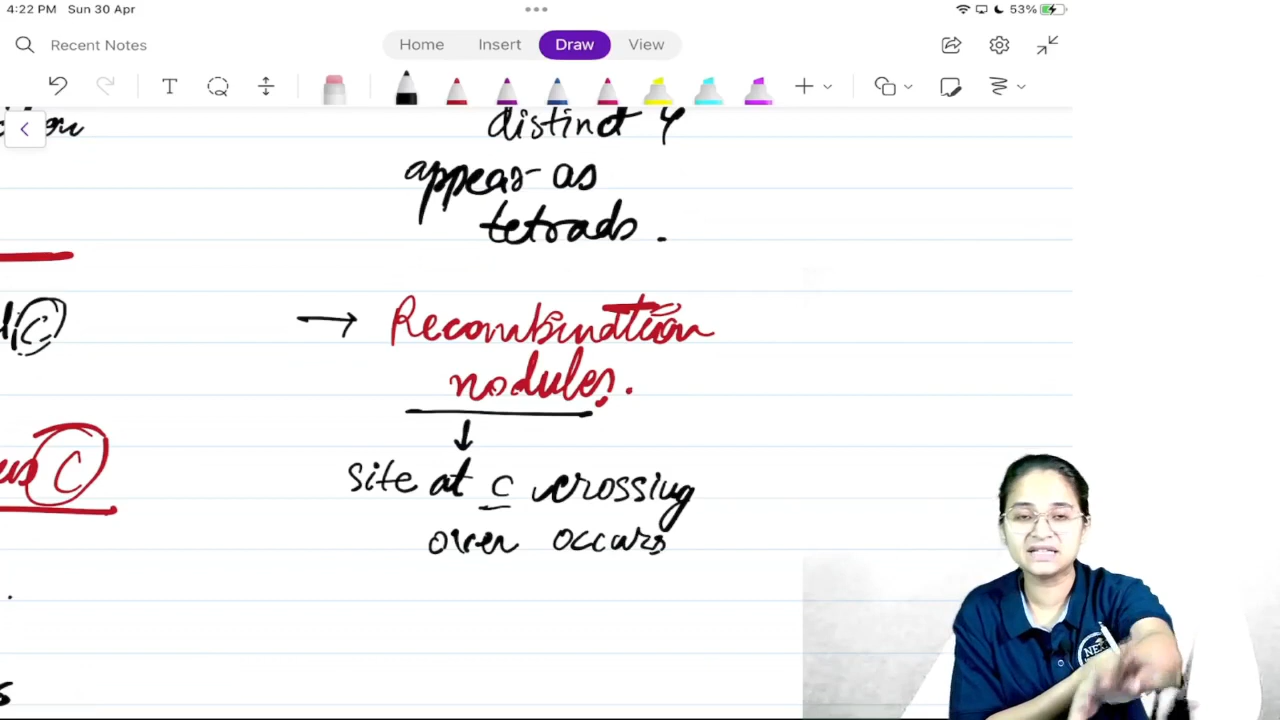 4:22 PM Sun 30 Apr
53%
Recent Notes
Home Insert Draw View
distinct &
appear as
tetrads.
→ Recombination
nodules.
↓
site at c crossing
over occurs
C
C
NE